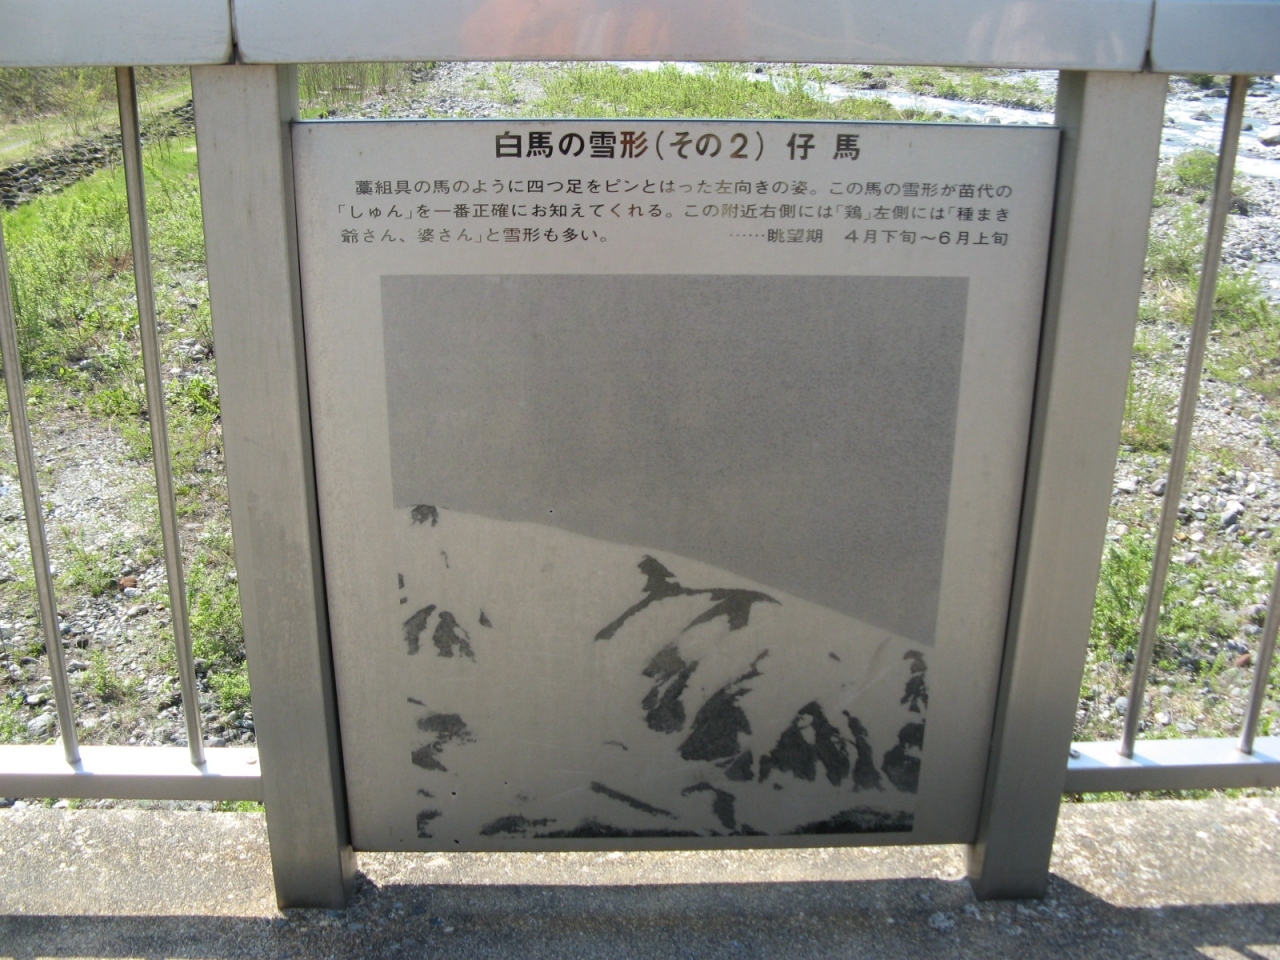 白馬の雪形(その2) 仔馬
藁組具の馬のように四つ足をピンとはった左向きの姿。この馬の雪形が苗代の
「しゅん」を一番正確にお知えてくれる。この附近右側には「鶏」左側には「種まき
爺さん、婆さん」と雪形も多い。 ……眺望期 4月下旬~6月上旬